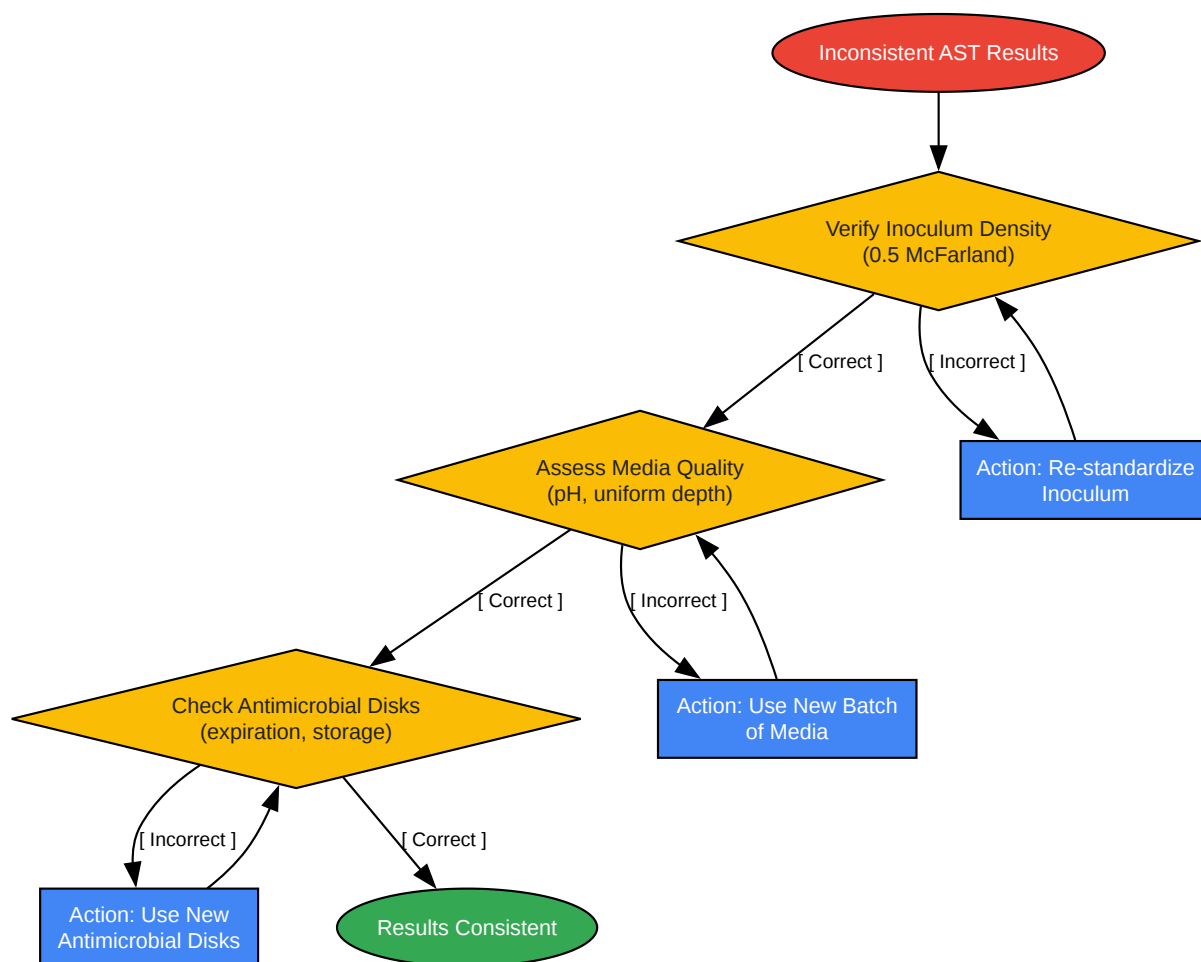 Inconsistent AST Results
Verify Inoculum Density
(0.5 McFarland)
[ Correct ]
[ Incorrect ]
Action: Re-standardize
Inoculum
Assess Media Quality
(pH, uniform depth)
[ Correct ]
[ Incorrect ]
Action: Use New Batch
of Media
Check Antimicrobial Disks
(expiration, storage)
[ Incorrect ]
[ Correct ]
Action: Use New
Antimicrobial Disks
Results Consistent